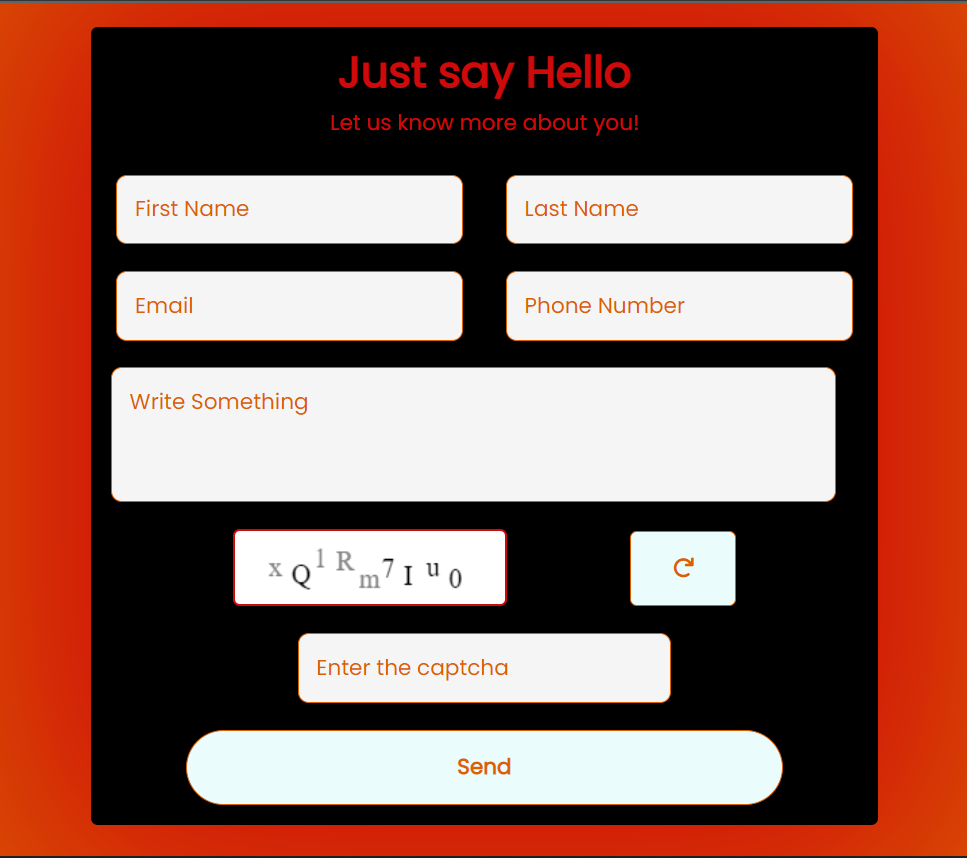 Just say Hello
Let us know more about you!
First Name
Last Name
Email
Phone Number
Write Something
x Q 1 R m 7 I u 0
Enter the captcha
Send